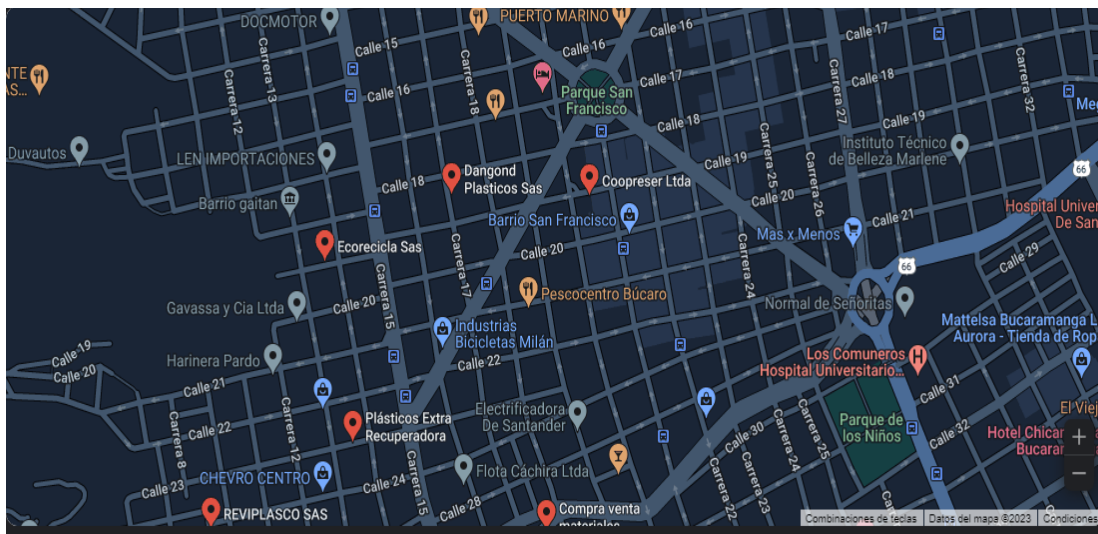 DOCMOTOR
PUERTO MARINO
Calle 15
Calle 16
Calle 16
Calle 17
Carrera 13
Carrera 18
Calle 16
Calle 17
Calle 18
Carrera 32
NTE
AS...
Carrera 12
Parque San
Francisco
Carrera 27
Calle 18
Calle 19
Duvautos
LEN IMPORTACIONES
Instituto Técnico
de Belleza Marlene
Calle 18
Dangond
Plasticos Sas
Coopreser Ltda
Calle 19
Carrera 25
Calle 20
Carrera 26
66
Barrio gaitan
Barrio San Francisco
Calle 21
Hospital Univer
De San
Ecorecicla Sas
Calle 20
Mas x Menos
Calle 29
Carrera 17
Carrera 24
66
Gavassa y Cia Ltda
Calle 20
Carrera 15
Pescocentro Búcaro
Normal de Señoritas
Industrias
Bicicletas Milán
Mattelsa Bucaramanga L
Aurora - Tienda de Rop
Calle 19
Calle 20
Harinera Pardo
Calle 22
Los Comuneros
Hospital Universitario...
Calle 21
Calle 31
Calle 22
Plásticos Extra
Recuperadora
Electrificadora
De Santander
Parque de
los Niños
El Viej
Calle 30
Calle 32
Carrera 12
Carrera 8
Hotel Chicam
Bucaram
Carrera 24
Carrera 25
CHEVRO CENTRO
Flota Cáchira Ltda
Calle 23
Calle 24
Calle 28
Carrera 15
Carrera 22
REVIPLASCO SAS
Compra venta
materiales
Combinaciones de teclas
Datos del mapa ©2023
Condiciones